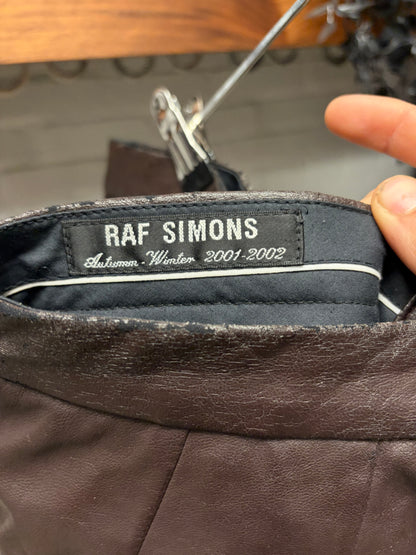 RAF SIMONS
Autumn - Winter 2001-2002